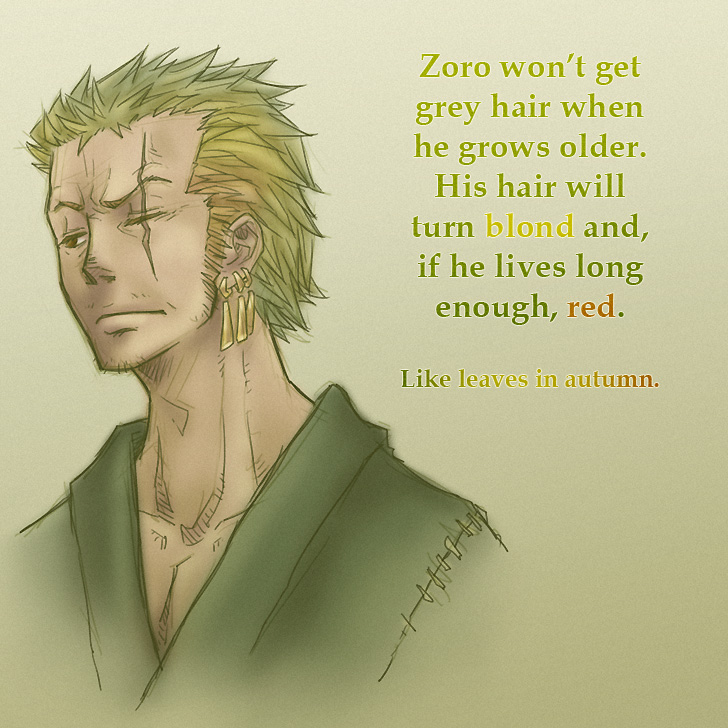 Zoro won’t get
grey hair when
he grows older.
His hair will
turn blond and,
if he lives long
enough, red.
Like leaves in autumn.